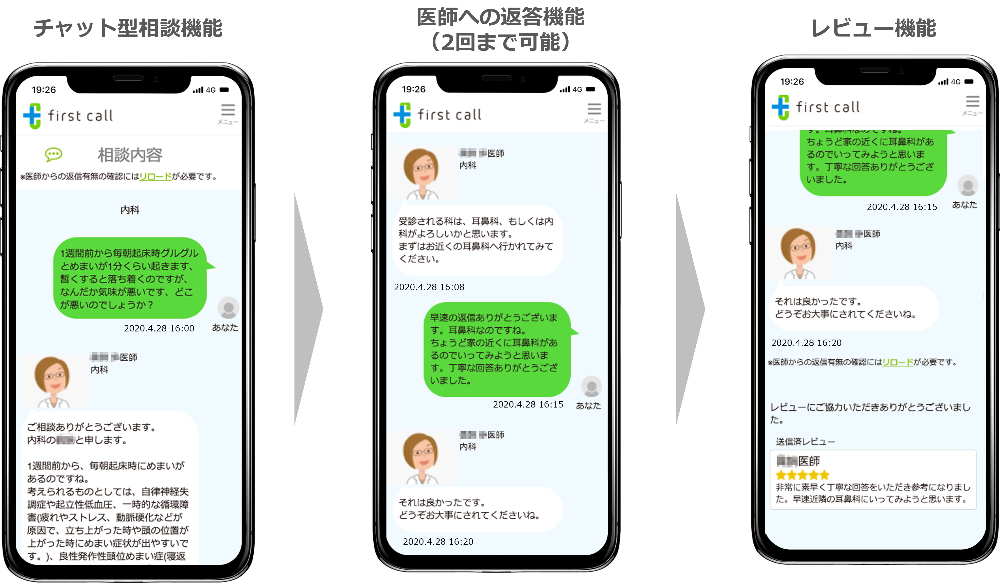 チャット型相談機能
19:26
4G
first call
メニュー
相談内容
※医師からの返信有無の確認にはリロードが必要です。
内科
1週間前から毎朝起床時グルグル
とめまいが1分くらい起きます、
暫くすると落ち着くのですが、
なんだか気味が悪いです、どこ
が悪いのでしょうか？
2020.4.28 16:00
あなた
医師
内科
ご相談ありがとうございます。
内科の
と申します。
1週間前から、毎朝起床時にめまいが
あるのですね。
考えられるものとしては、自律神経失
調症や起立性低血圧、一時的な循環障
害(疲れやストレス、動脈硬化などが
原因で、立ち上がった時や頭の位置が
上がった時にめまい症状が出やすいで
す。)、良性発作性頭位めまい症(寝返
医師への返答機能
（2回まで可能）
19:26
4G
first call
メニュー
医師
内科
受診される科は、耳鼻科、もしくは内
科がよろしいかと思います。
まずはお近くの耳鼻科へ行かれてみて
ください。
2020.4.28 16:08
早速の返信ありがとうございま
す。耳鼻科なのですね。
ちょうど家の近くに耳鼻科があ
るのでいってみようと思いま
す。丁寧な回答ありがとうござ
いました。
2020.4.28 16:15
あなた
医師
内科
それは良かったです。
どうぞお大事にされてくださいね。
2020.4.28 16:20
レビュー機能
19:26
4G
first call
メニュー
す。耳鼻科なのですね。
ちょうど家の近くに耳鼻科があ
るのでいってみようと思いま
す。丁寧な回答ありがとうござ
いました。
2020.4.28 16:15
あなた
医師
内科
それは良かったです。
どうぞお大事にされてくださいね。
2020.4.28 16:20
※医師からの返信有無の確認にはリロードが必要です。
レビューにご協力いただきありがとうございまし
た。
送信済レビュー
医師
非常に素早く丁寧な回答をいただき参考になりまし
た。早速近隣の耳鼻科にいってみようと思います。